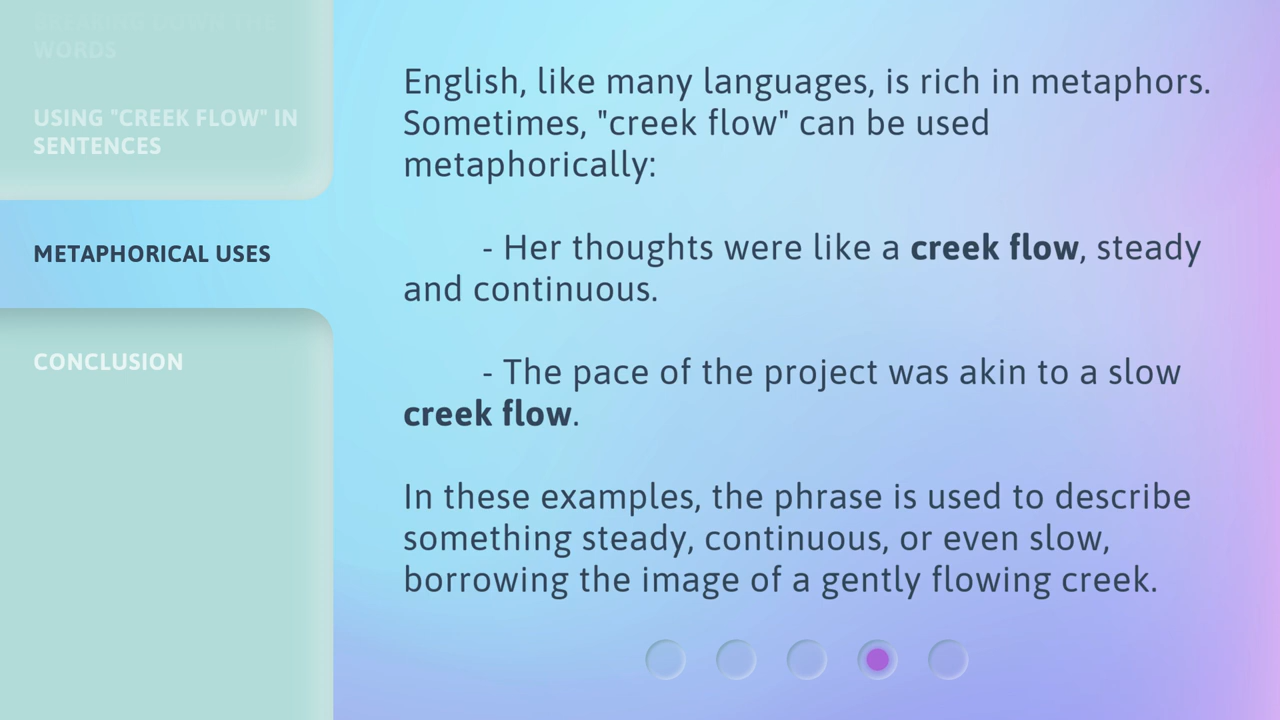 WORDS
USING "CREEK FLOW" IN
SENTENCES
METAPHORICAL USES
CONCLUSION
English, like many languages, is rich in metaphors.
Sometimes, "creek flow" can be used
metaphorically:
- Her thoughts were like a creek flow, steady
and continuous.
- The pace of the project was akin to a slow
creek flow.
In these examples, the phrase is used to describe
something steady, continuous, or even slow,
borrowing the image of a gently flowing creek.